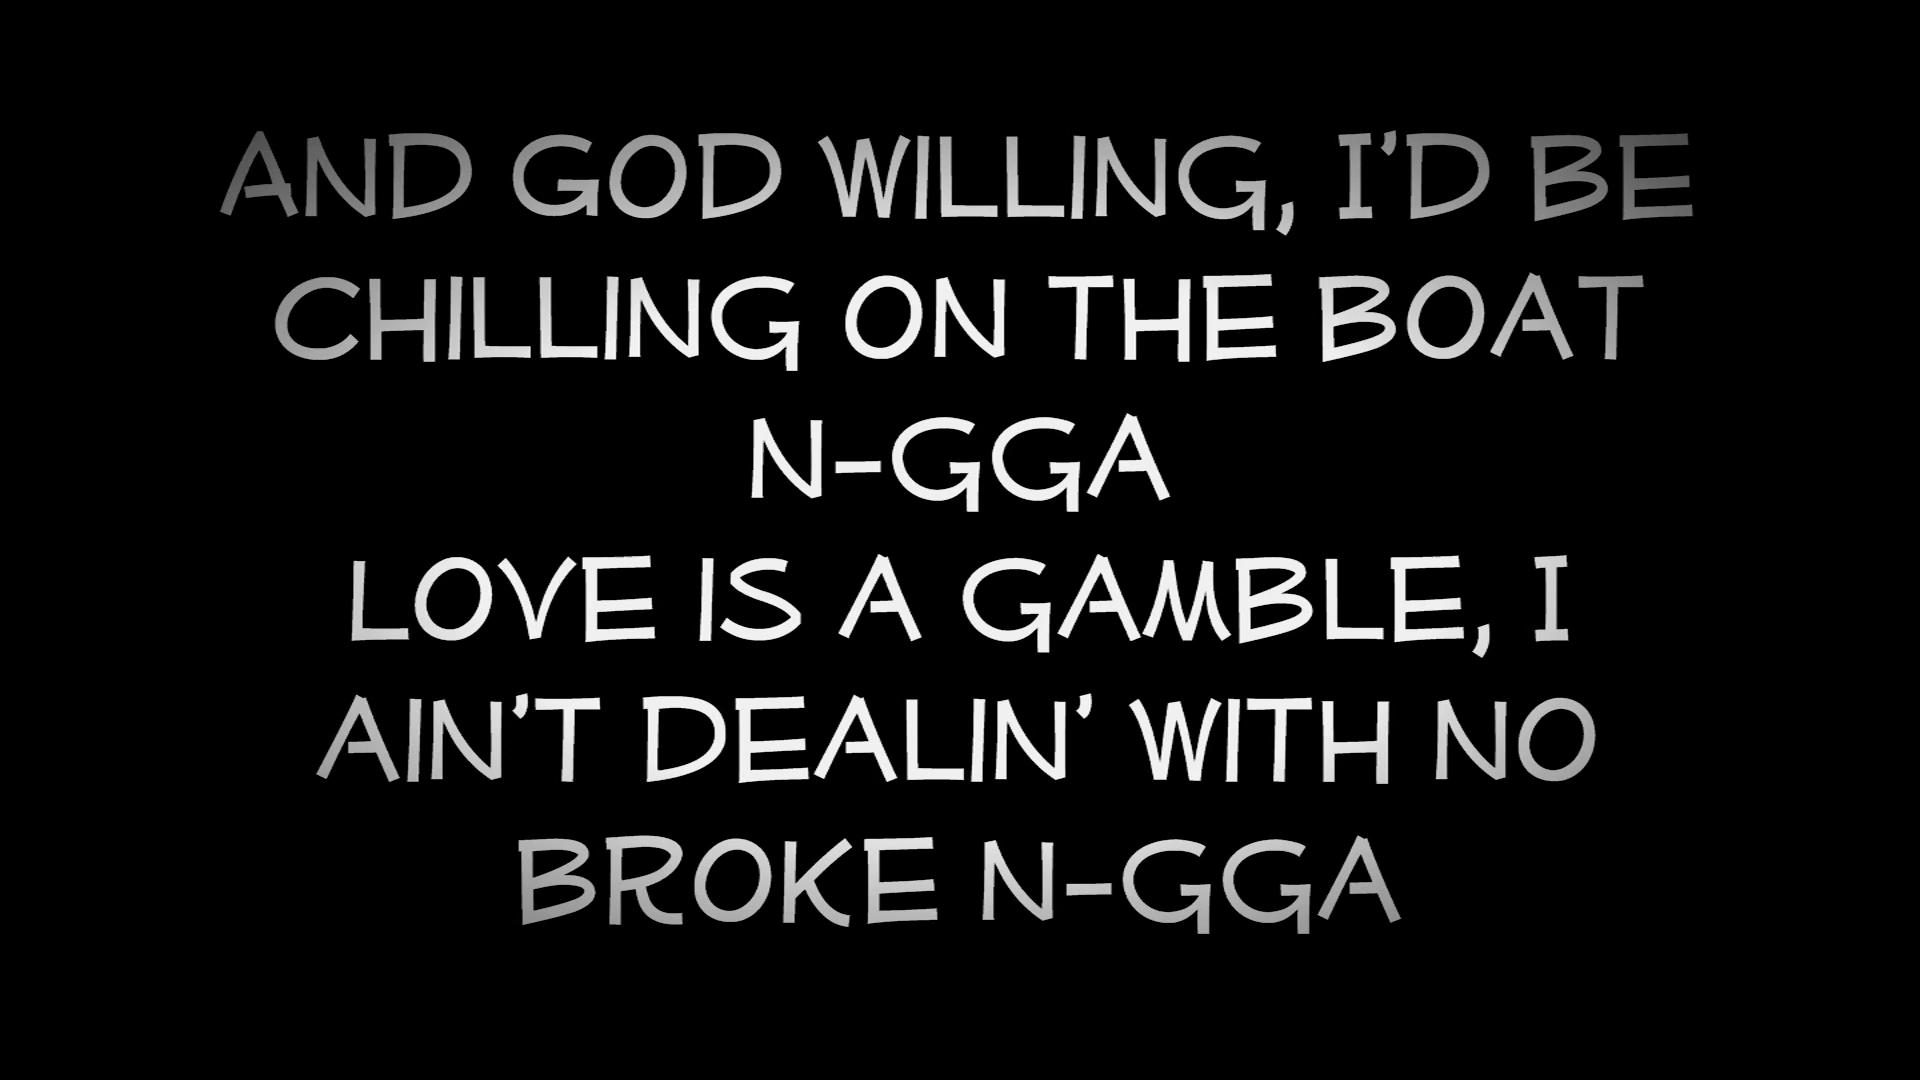 AND GOD WILLING, I'D BE
CHILLING ON THE BOAT
N-GGA
LOVE IS A GAMBLE, I
AIN'T DEALIN' WITH NO
BROKE N-GGA